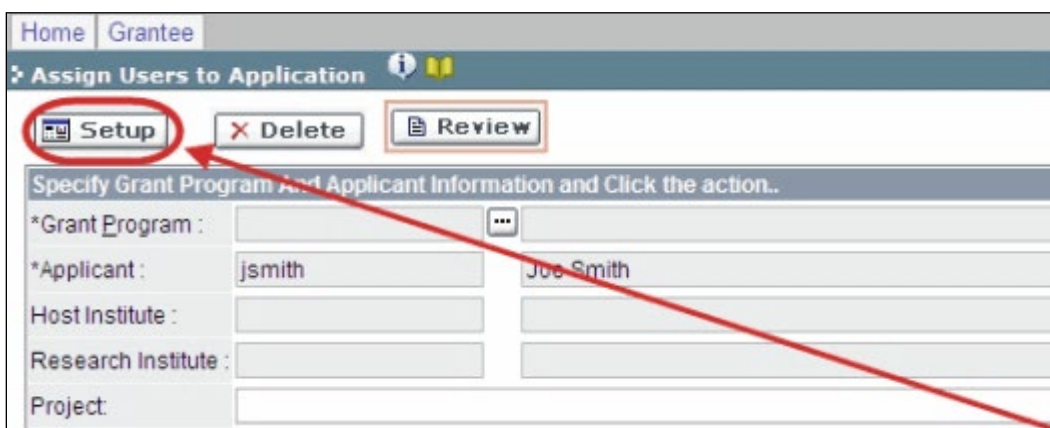 Home Grantee
Assign Users to Application
Setup Delete Review
Specify Grant Program And Applicant Information and Click the action..
*Grant Program : ...
*Applicant : jsmith Joe Smith
Host Institute :
Research Institute :
Project: